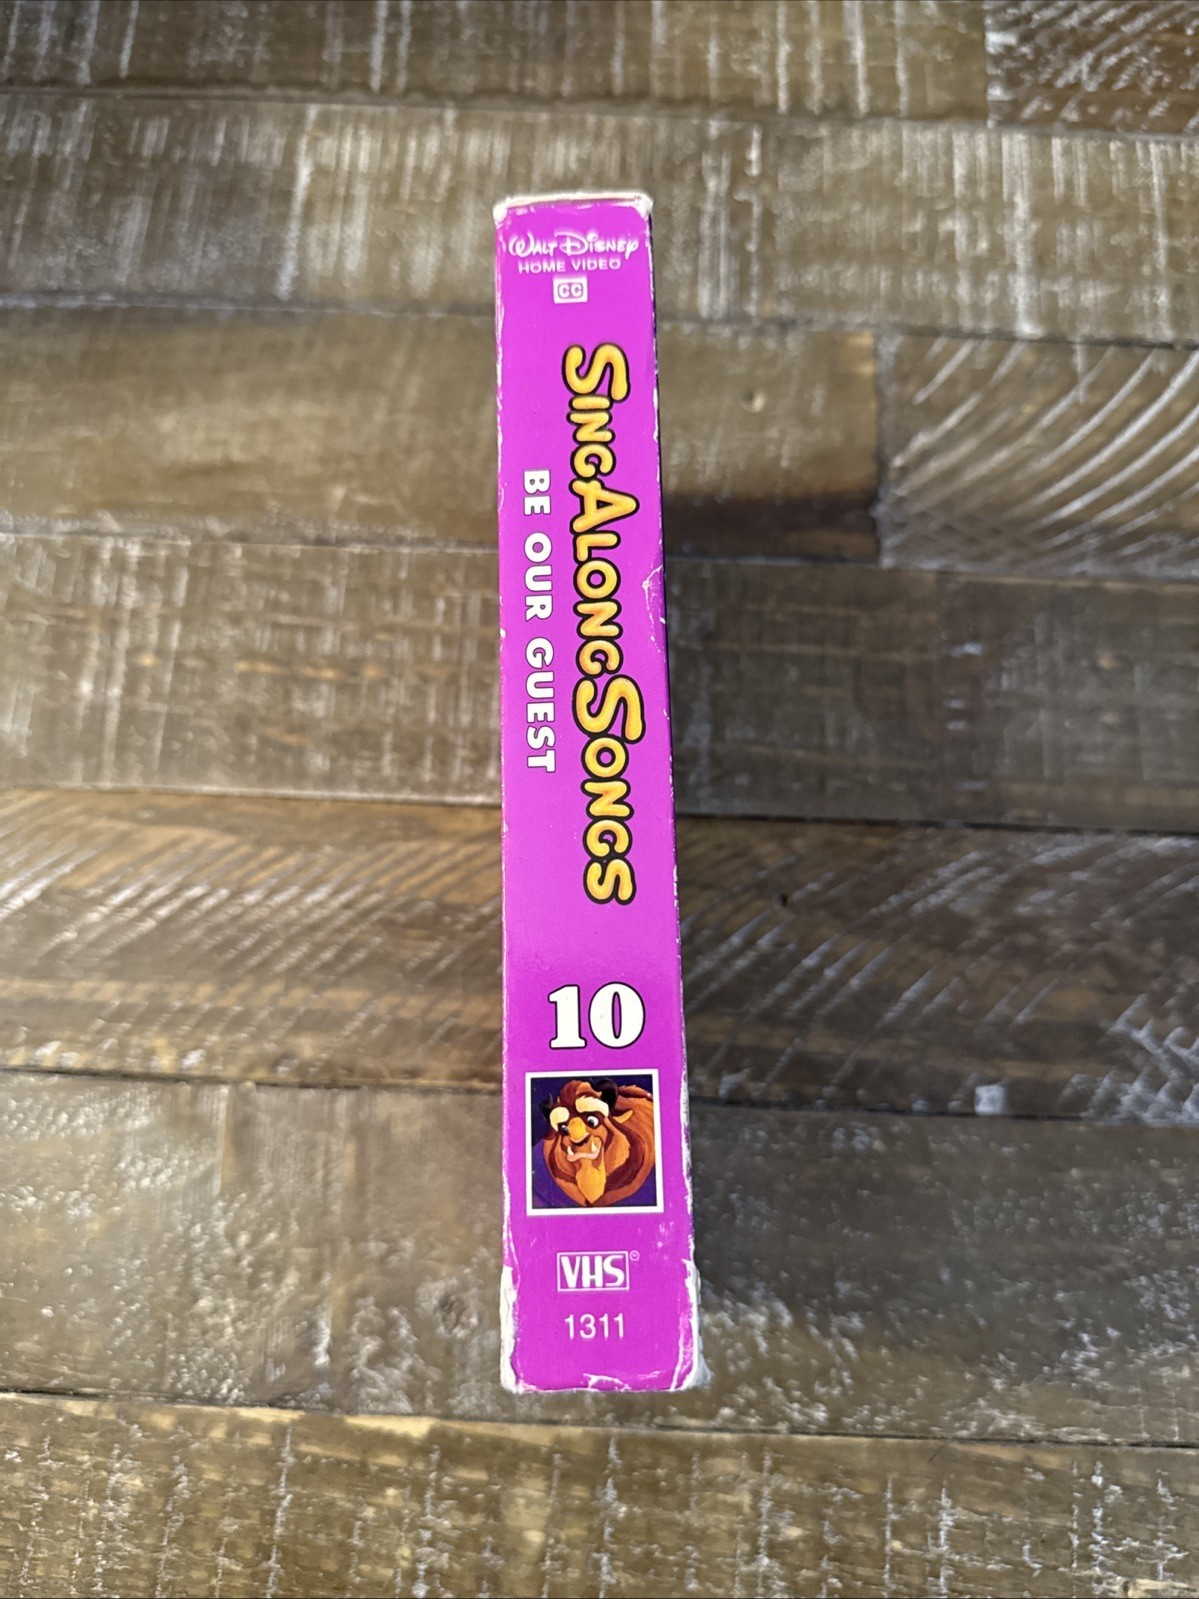 WALT DISNEY
HOME VIDEO
CC
SING ALONG SONGS
BE OUR GUEST
10
VHS
1311